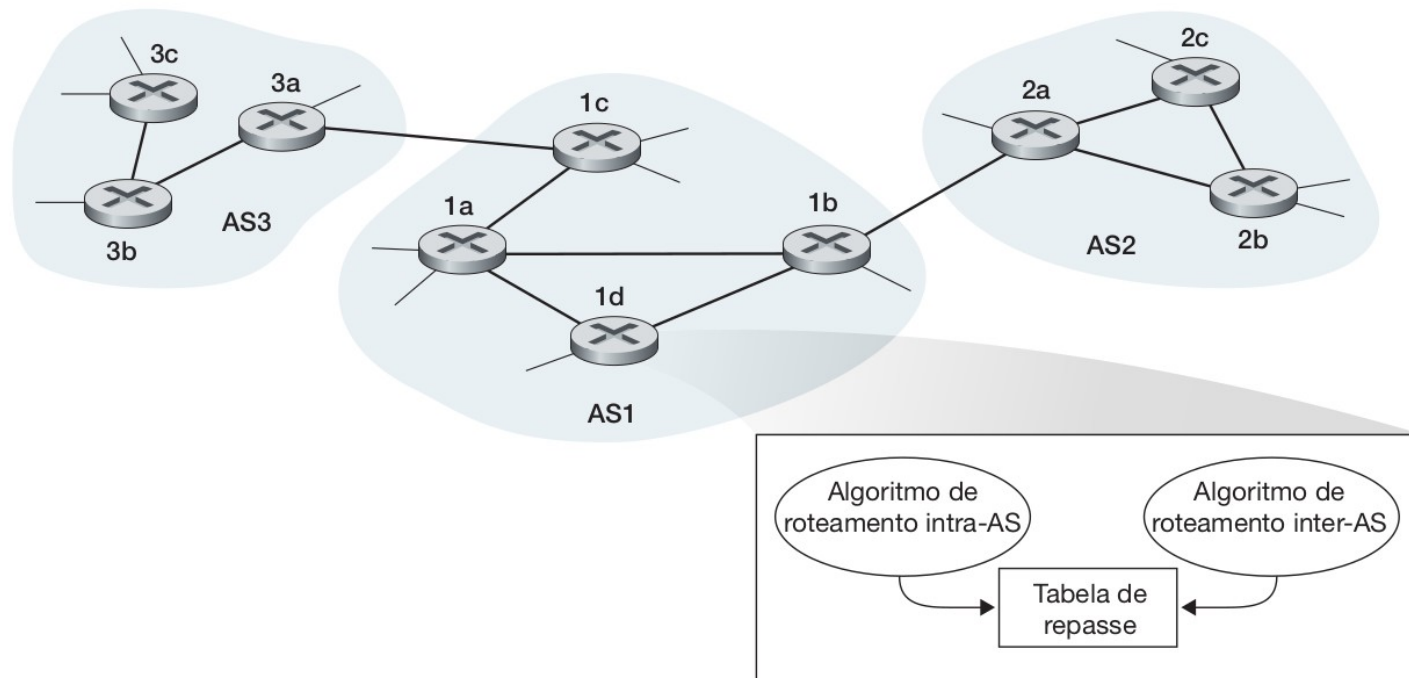 3c
3a
3b
AS3
1c
1a
1b
1d
AS1
2c
2a
2b
AS2
Algoritmo de
roteamento intra-AS
Algoritmo de
roteamento inter-AS
Tabela de
repasse